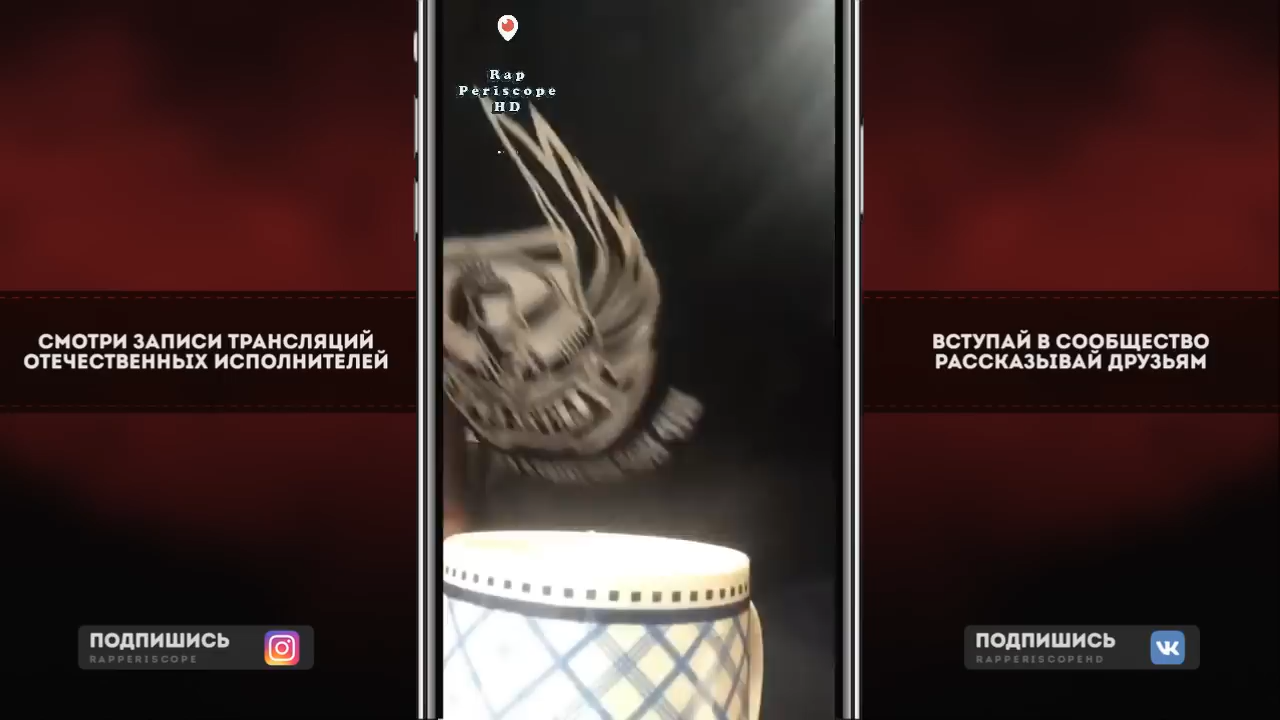 Rap
Periscope
HD
СМОТРИ ЗАПИСИ ТРАНСЛЯЦИЙ
ОТЕЧЕСТВЕННЫХ ИСПОЛНИТЕЛЕЙ
ВСТУПАЙ В СООБЩЕСТВО
РАССКАЗЫВАЙ ДРУЗЬЯМ
ПОДПИШИСЬ
RAPPERISCOPE
ПОДПИШИСЬ
RAPPERISCOPEHD